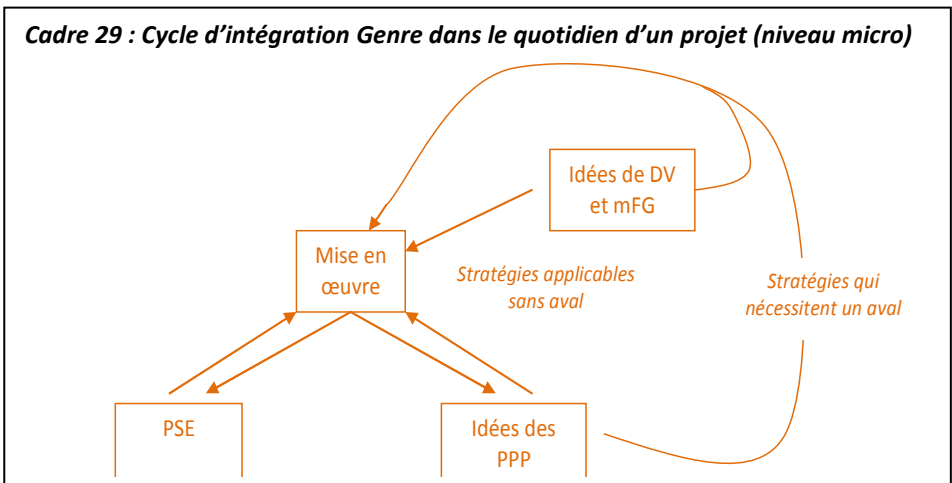 Cadre 29 : Cycle d’intégration Genre dans le quotidien d’un projet (niveau micro)
Idées de DV
et mFG
Mise en
œuvre
Stratégies applicables
sans aval
Stratégies qui
nécessitent un aval
PSE
Idées des
PPP